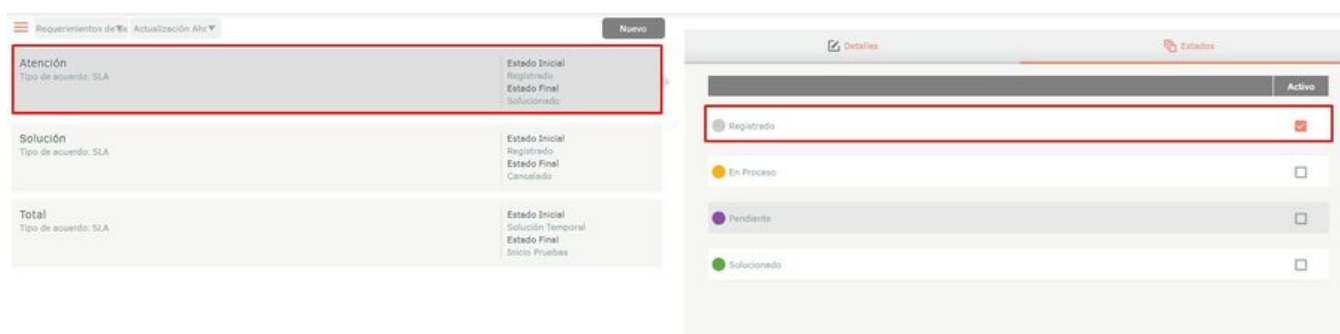 Requerimientos de Actualización
Nuevo
Atención
Tipo de acuerdo: SLA
Estado Inicial
Registrado
Estado Final
Solucionado
Solución
Tipo de acuerdo: SLA
Estado Inicial
Registrado
Estado Final
Cancelado
Total
Tipo de acuerdo: SLA
Estado Inicial
Solución Temporal
Estado Final
Inicio Pruebas
Detalles
Estados
Activo
Registrado
En Proceso
Pendiente
Solucionado